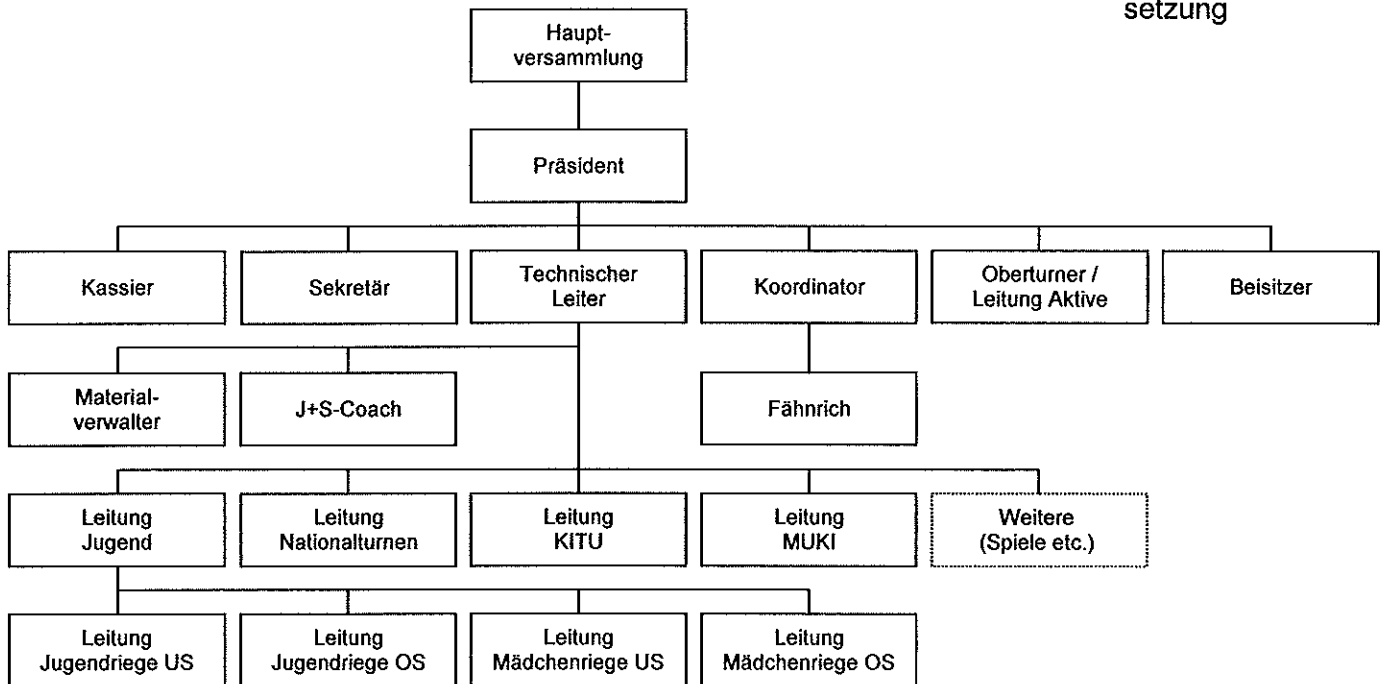 setzung
Haupt-
versammlung
Präsident
Kassier
Sekretär
Technischer
Leiter
Koordinator
Oberturner /
Leitung Aktive
Beisitzer
Material-
verwalter
J+S-Coach
Fähnrich
Leitung
Jugend
Leitung
Nationalturnen
Leitung
KITU
Leitung
MUKI
Weitere
(Spiele etc.)
Leitung
Jugendriege US
Leitung
Jugendriege OS
Leitung
Mädchenriege US
Leitung
Mädchenriege OS